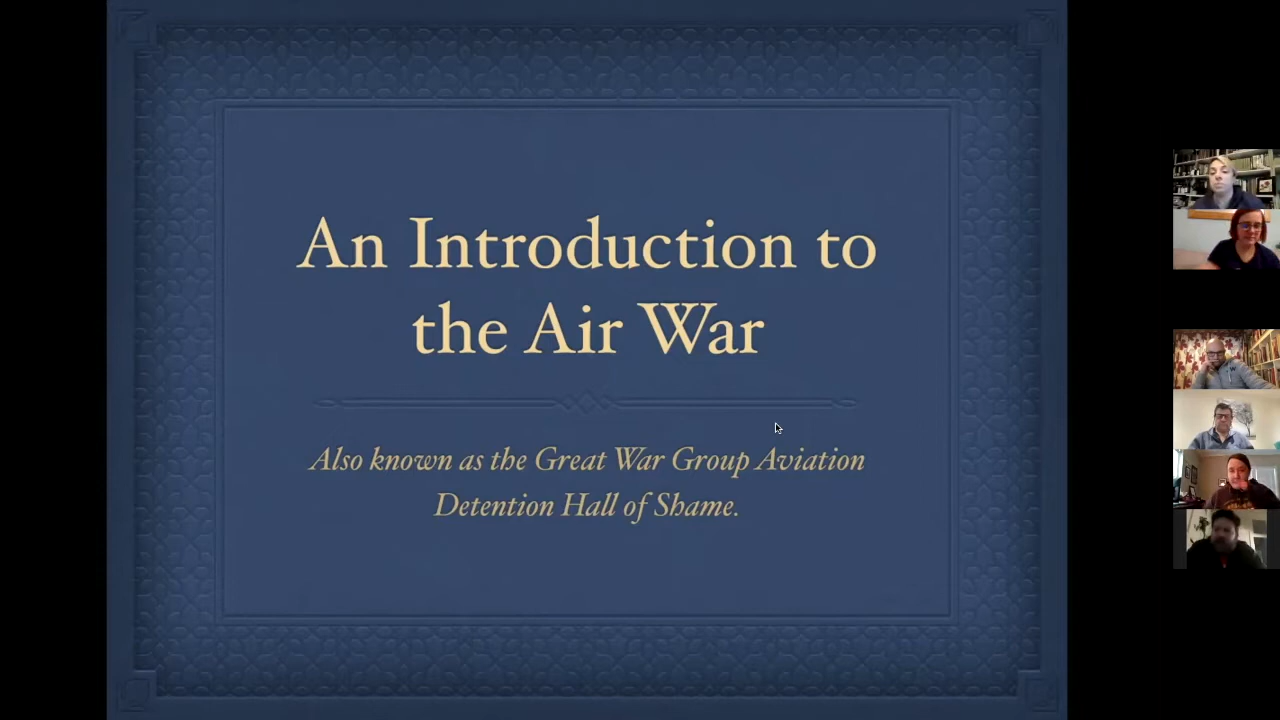 An Introduction to
the Air War
Also known as the Great War Group Aviation
Detention Hall of Shame.